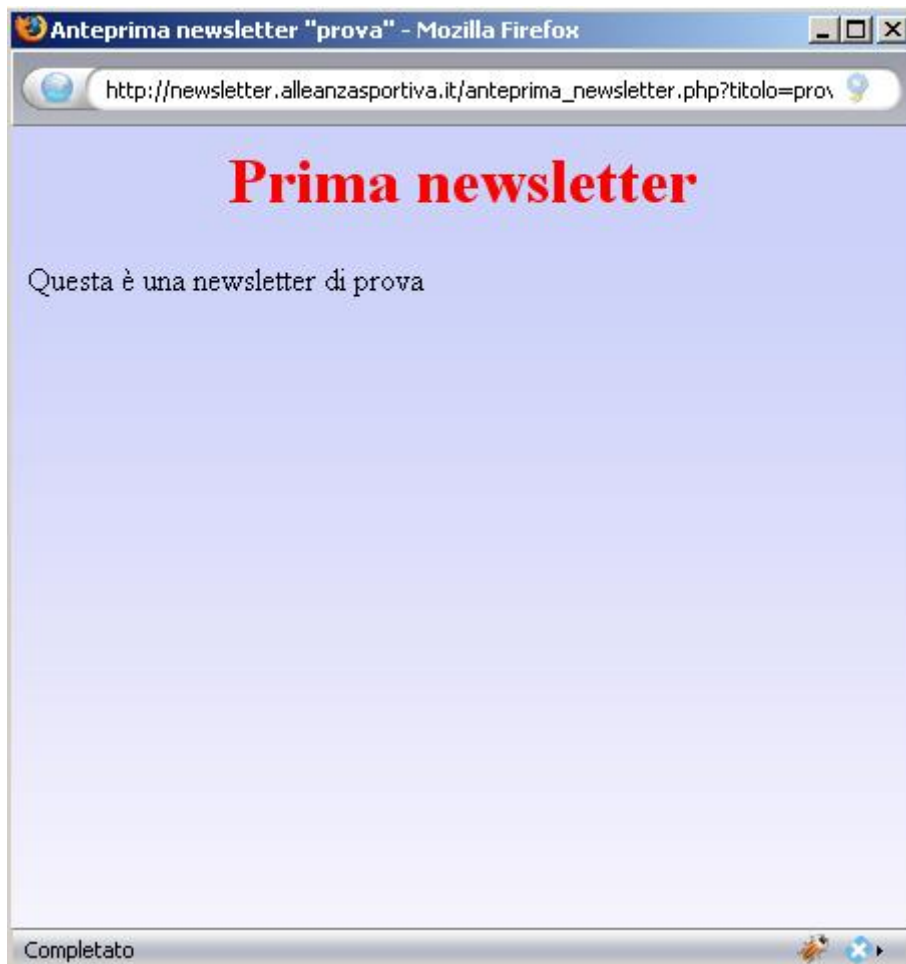 Anteprima newsletter "prova" - Mozilla Firefox
http://newsletter.alleanzasportiva.it/anteprima_newsletter.php?titolo=prov
Prima newsletter
Questa è una newsletter di prova
Completato